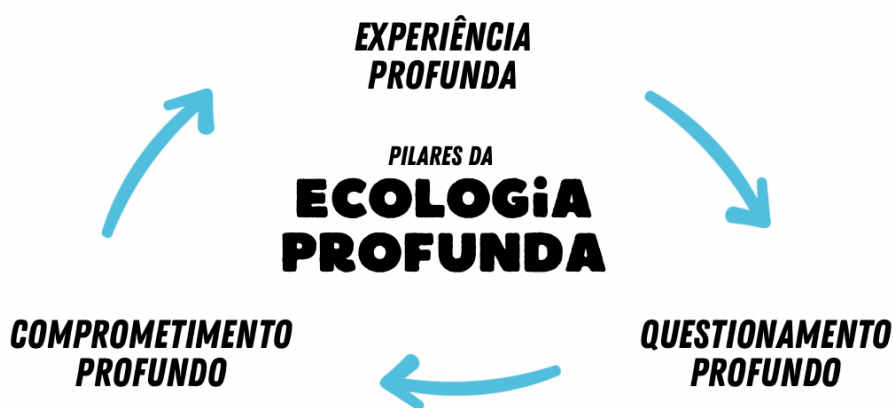 EXPERIÊNCIA
PROFUNDA
PILARES DA
ECOLOGiA
PROFUNDA
COMPROMETIMENTO
PROFUNDO
QUESTIONAMENTO
PROFUNDO